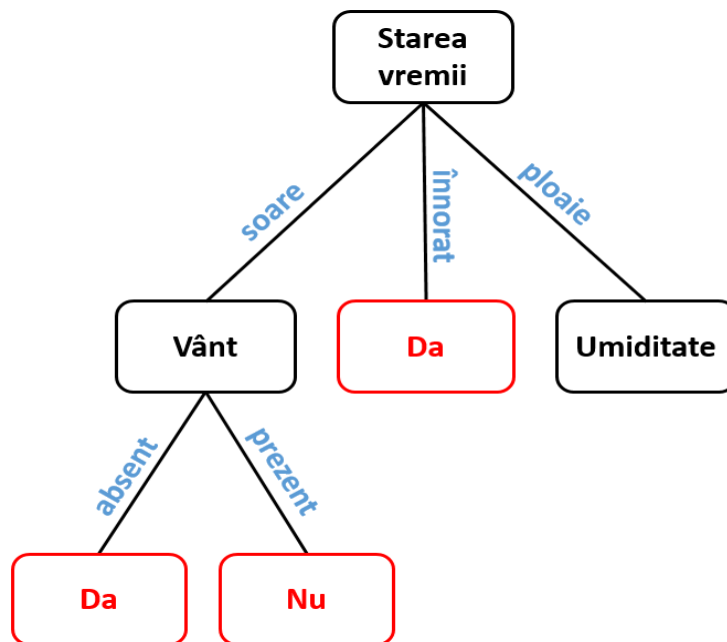 Starea
vremii
soare
înnorat
ploaie
Vânt
Da
Umiditate
absent
prezent
Da
Nu